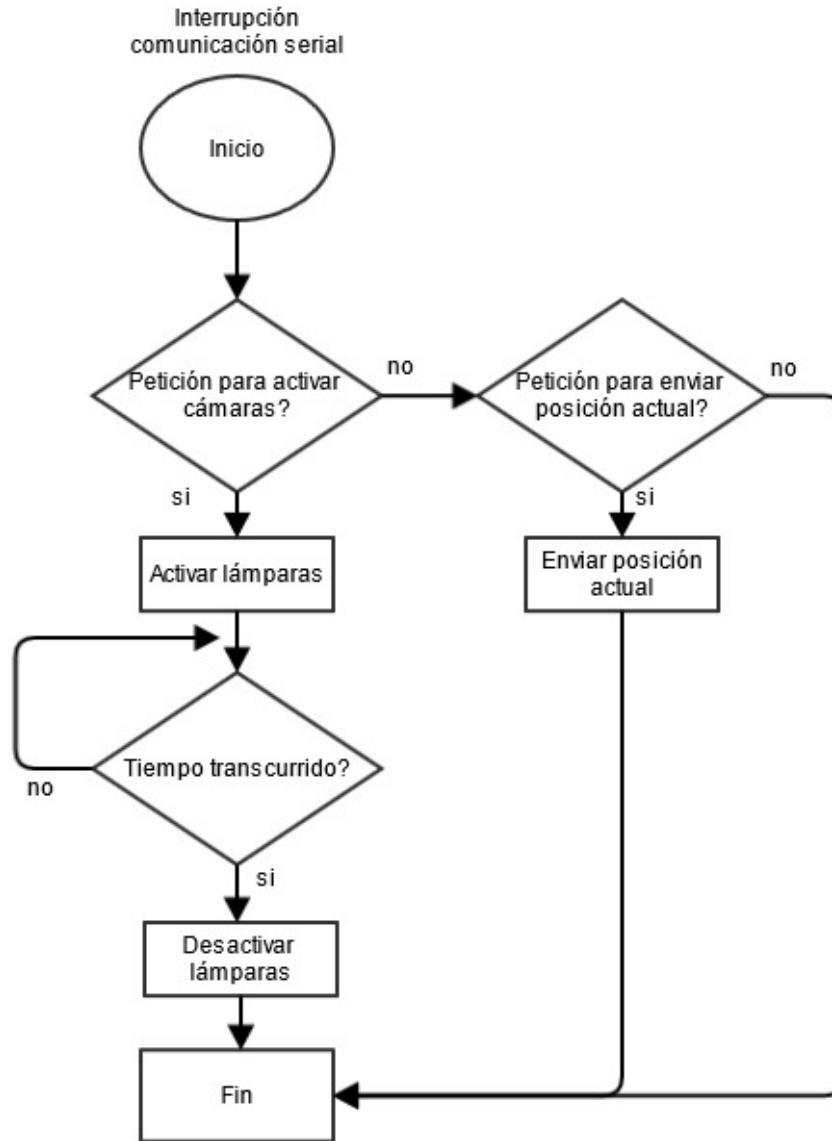 Interrupción
comunicación serial
Inicio
Petición para activar
cámaras?
no
Petición para enviar
posición actual?
no
si
si
Activar lámparas
Enviar posición
actual
Tiempo transcurrido?
no
si
Desactivar
lámparas
Fin